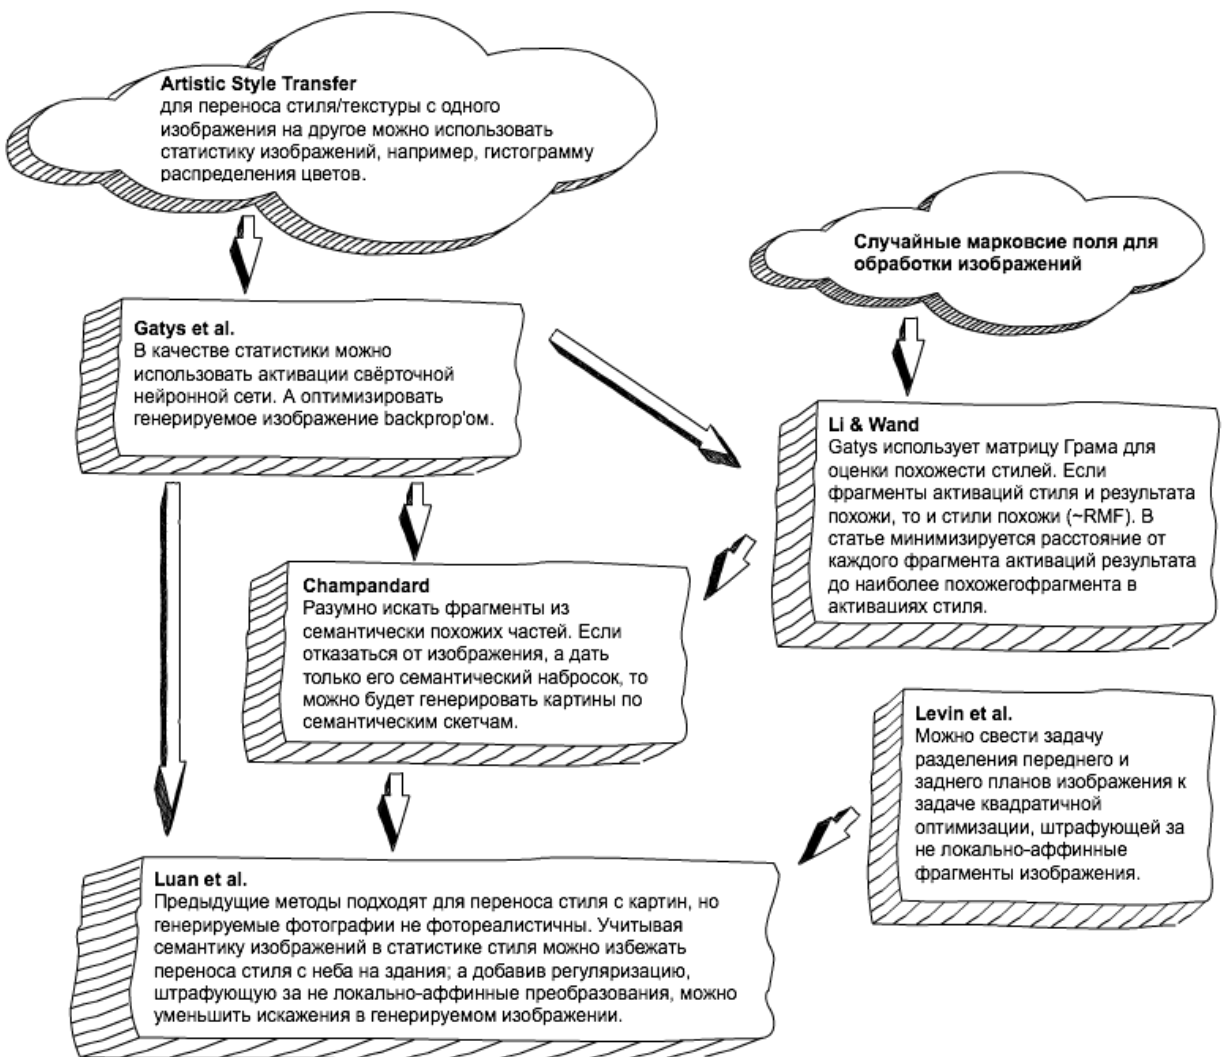 Artistic Style Transfer
для переноса стиля/текстуры с одного
изображения на другое можно использовать
статистику изображений, например, гистограмму
распределения цветов.
Случайные марковсие поля для
обработки изображений
Gatys et al.
В качестве статистики можно
использовать активации свёрточной
нейронной сети. А оптимизировать
генерируемое изображение backprop'ом.
Li & Wand
Gatys использует матрицу Грама для
оценки похожести стилей. Если
фрагменты активаций стиля и результата
похожи, то и стили похожи (~RMF). В
статье минимизируется расстояние от
каждого фрагмента активаций результата
до наиболее похожегофрагмента в
активациях стиля.
Champandard
Разумно искать фрагменты из
семантически похожих частей. Если
отказаться от изображения, а дать
только его семантический набросок, то
можно будет генерировать картины по
семантическим скетчам.
Levin et al.
Можно свести задачу
разделения переднего и
заднего планов изображения к
задаче квадратичной
оптимизации, штрафующей за
не локально-аффинные
фрагменты изображения.
Luan et al.
Предыдущие методы подходят для переноса стиля с картин, но
генерируемые фотографии не фотореалистичны. Учитывая
семантику изображений в статистике стиля можно избежать
переноса стиля с неба на здания; а добавив регуляризацию,
штрафующую за не локально-аффинные преобразования, можно
уменьшить искажения в генерируемом изображении.